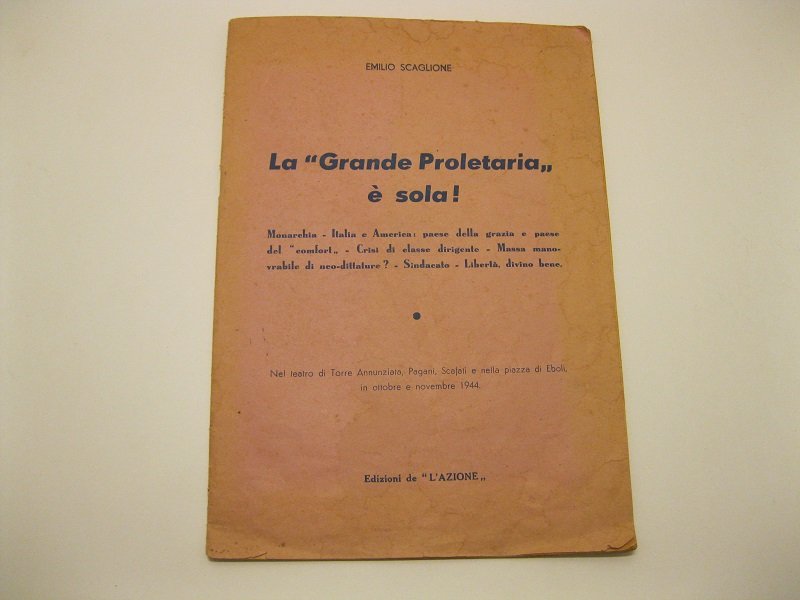 EMILIO SCAGLIONE
La "Grande Proletaria„
è sola!
Monarchia - Italia e America: paese della grazia e paese
del "comfort„ - Crisi di classe dirigente - Massa mano-
vrabile di neo-dittature? - Sindacato - Libertà, divino bene.
●
Nel teatro di Torre Annunziata, Pagani, Scafati e nella piazza di Eboli,
in ottobre e novembre 1944.
Edizioni de "L'AZIONE„